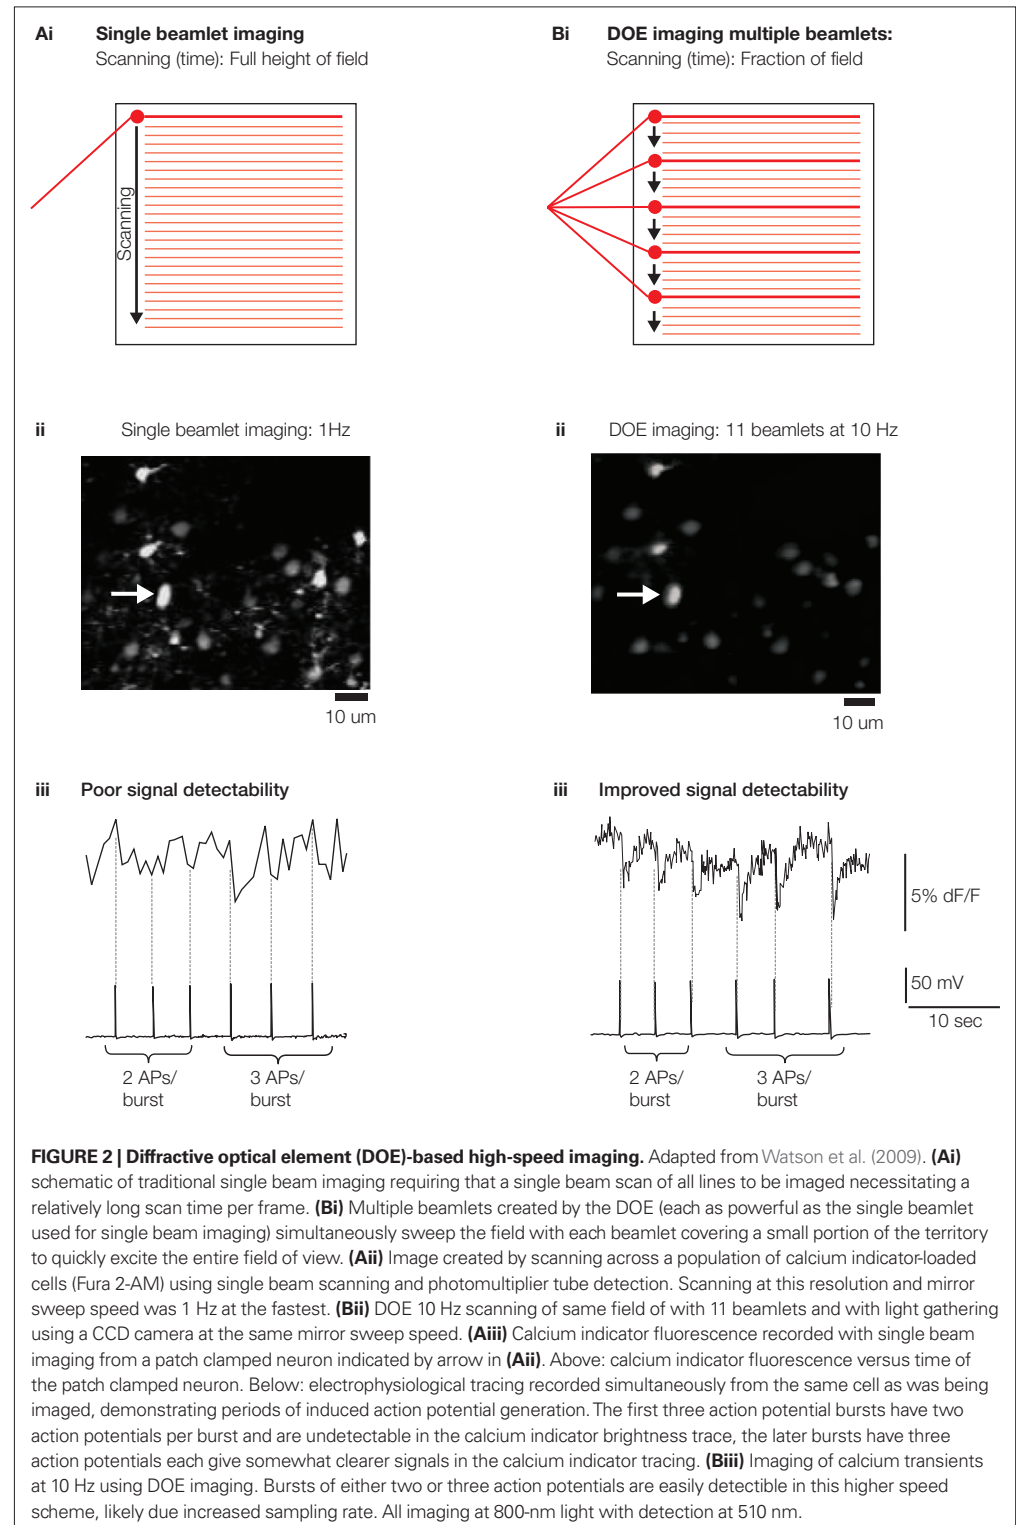 Ai Single beamlet imaging
Scanning (time): Full height of field
Bi DOE imaging multiple beamlets:
Scanning (time): Fraction of field
Scanning
ii Single beamlet imaging: 1Hz
ii DOE imaging: 11 beamlets at 10 Hz
10 um
10 um
iii Poor signal detectability
iii Improved signal detectability
5% dF/F
50 mV
10 sec
2 APs/
burst
3 APs/
burst
2 APs/
burst
3 APs/
burst
FIGURE 2 | Diffractive optical element (DOE)-based high-speed imaging. Adapted from Watson et al. (2009). (Ai)
schematic of traditional single beam imaging requiring that a single beam scan of all lines to be imaged necessitating a
relatively long scan time per frame. (Bi) Multiple beamlets created by the DOE (each as powerful as the single beamlet
used for single beam imaging) simultaneously sweep the field with each beamlet covering a small portion of the territory
to quickly excite the entire field of view. (Aii) Image created by scanning across a population of calcium indicator-loaded
cells (Fura 2-AM) using single beam scanning and photomultiplier tube detection. Scanning at this resolution and mirror
sweep speed was 1 Hz at the fastest. (Bii) DOE 10 Hz scanning of same field of with 11 beamlets and with light gathering
using a CCD camera at the same mirror sweep speed. (Aiii) Calcium indicator fluorescence recorded with single beam
imaging from a patch clamped neuron indicated by arrow in (Aii). Above: calcium indicator fluorescence versus time of
the patch clamped neuron. Below: electrophysiological tracing recorded simultaneously from the same cell as was being
imaged, demonstrating periods of induced action potential generation. The first three action potential bursts have two
action potentials per burst and are undetectable in the calcium indicator brightness trace, the later bursts have three
action potentials each give somewhat clearer signals in the calcium indicator tracing. (Biii) Imaging of calcium transients
at 10 Hz using DOE imaging. Bursts of either two or three action potentials are easily detectible in this higher speed
scheme, likely due increased sampling rate. All imaging at 800-nm light with detection at 510 nm.